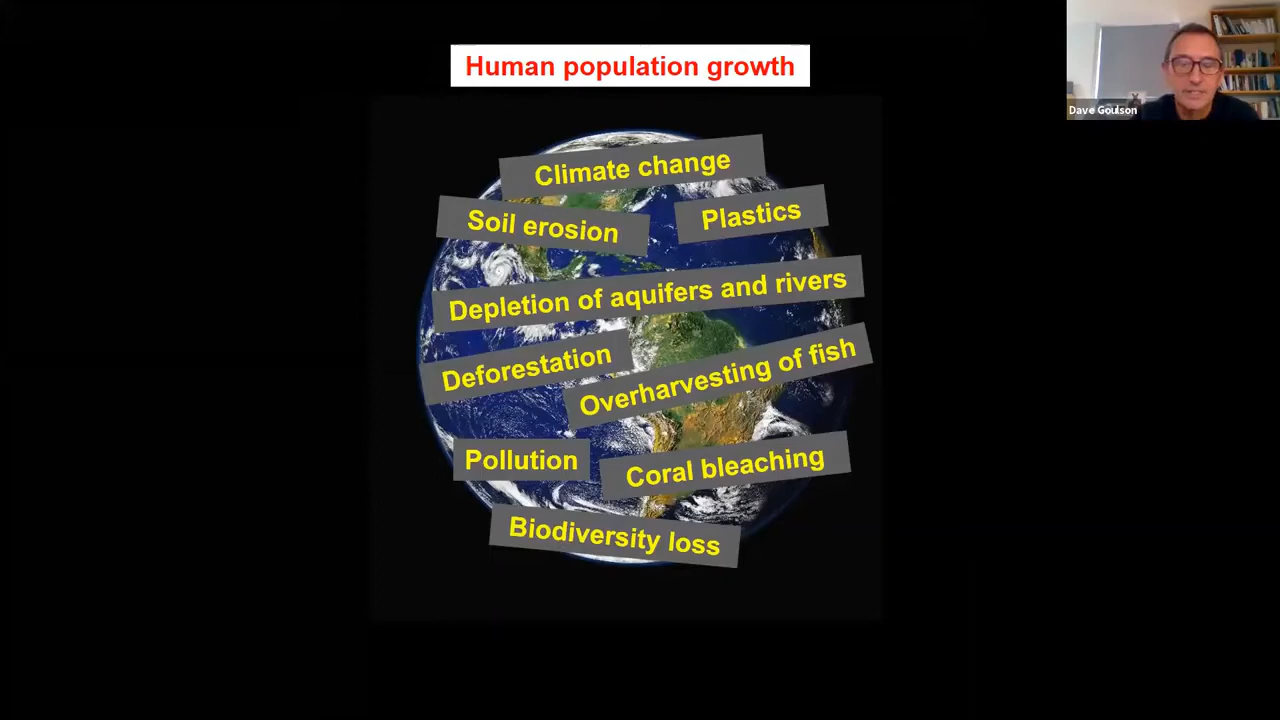 Human population growth
Dave Goulson
Climate change
Soil erosion
Plastics
Depletion of aquifers and rivers
Deforestation
Overharvesting of fish
Pollution
Coral bleaching
Biodiversity loss